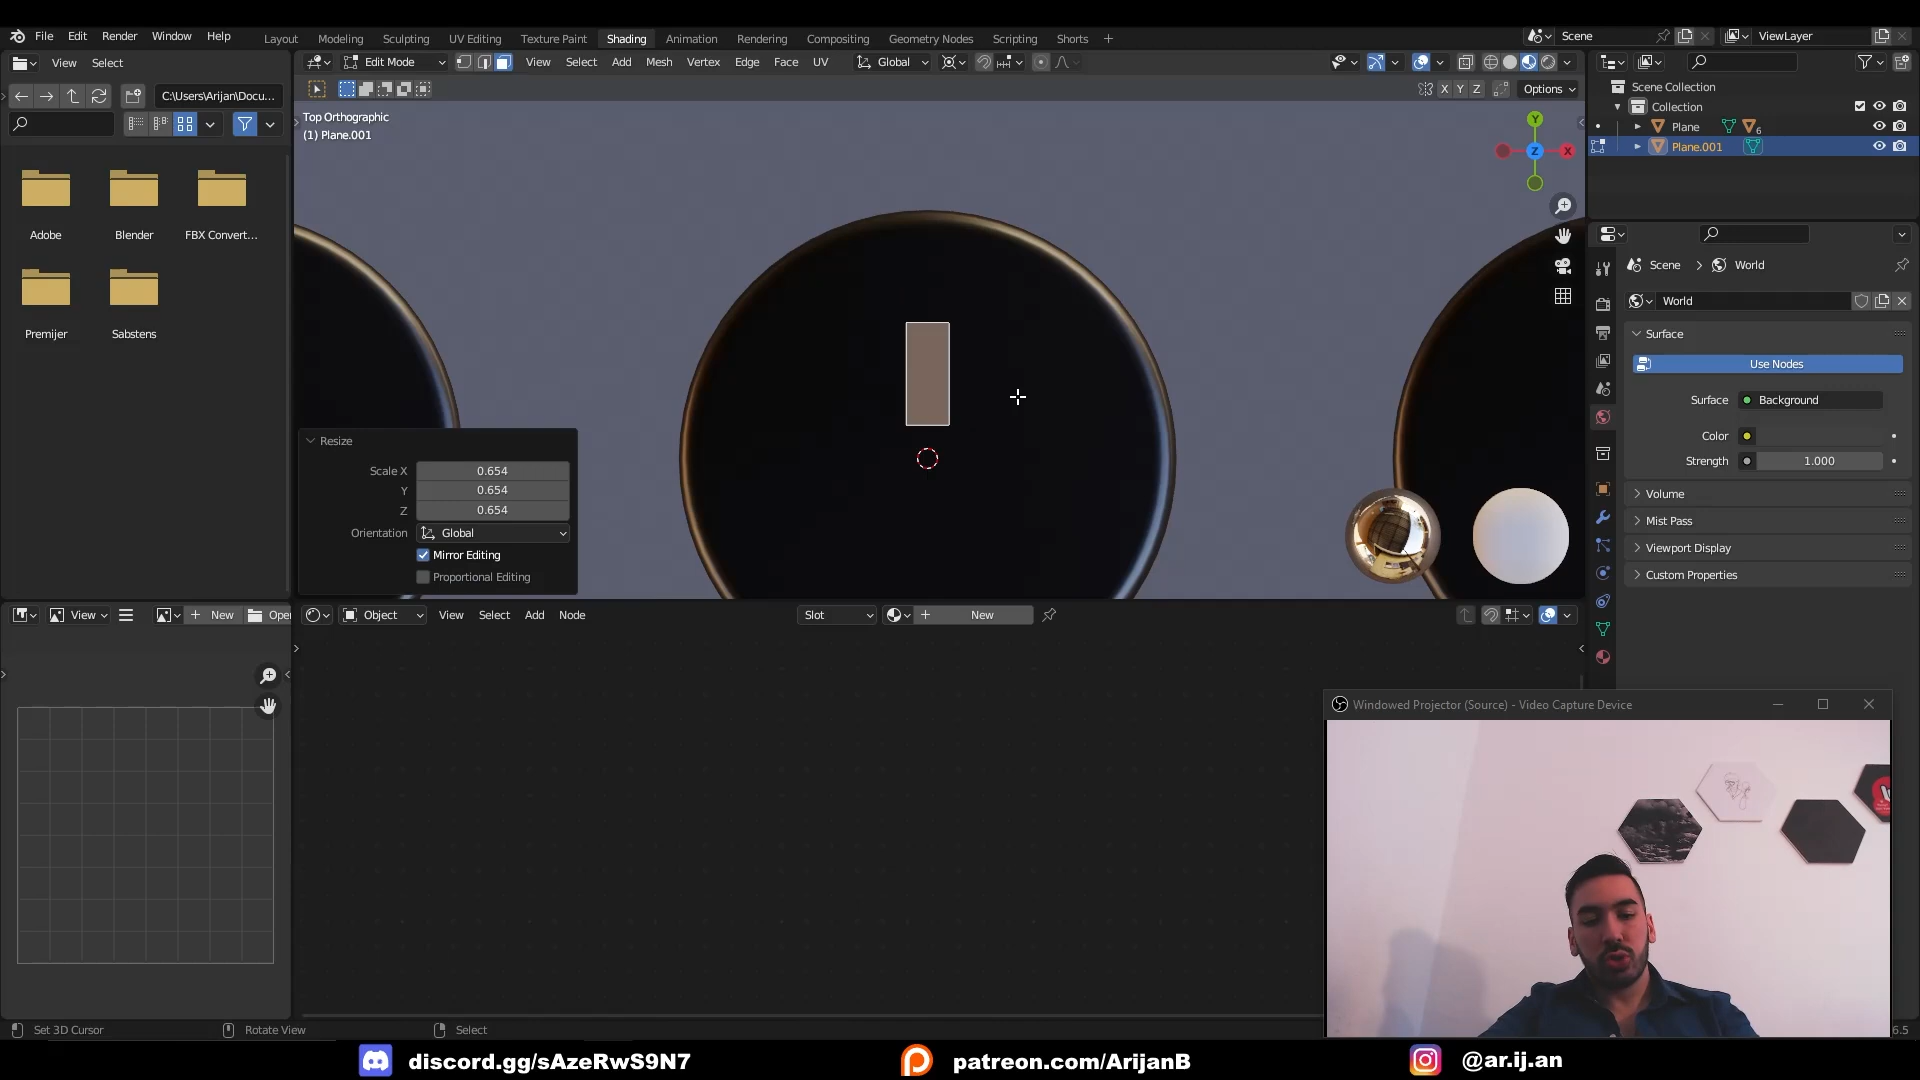 File Edit Render Window Help
Layout Modeling Sculpting UV Editing Texture Paint Shading Animation Rendering Compositing Geometry Nodes Scripting Shorts +
Scene
ViewLayer
View Select
C:\Users\Arijan\Docu...
Edit Mode View Select Add Mesh Vertex Edge Face UV Global
X Y Z Options
Top Orthographic
(1) Plane.001
Y
Z
X
Scene Collection
Collection
Plane 6
Plane.001
Adobe Blender FBX Convert...
Premijer Sabstens
Scene > World
World
Surface
Use Nodes
Surface Background
Color
Strength 1.000
Volume
Mist Pass
Viewport Display
Custom Properties
Resize
Scale X 0.654
Y 0.654
Z 0.654
Orientation Global
Mirror Editing
Proportional Editing
View + New Ope
Object View Select Add Node Slot + New
Windowed Projector (Source) - Video Capture Device
Set 3D Cursor Rotate View Select
6.5
discord.gg/sAzeRwS9N7 patreon.com/ArijanB @ar.ij.an